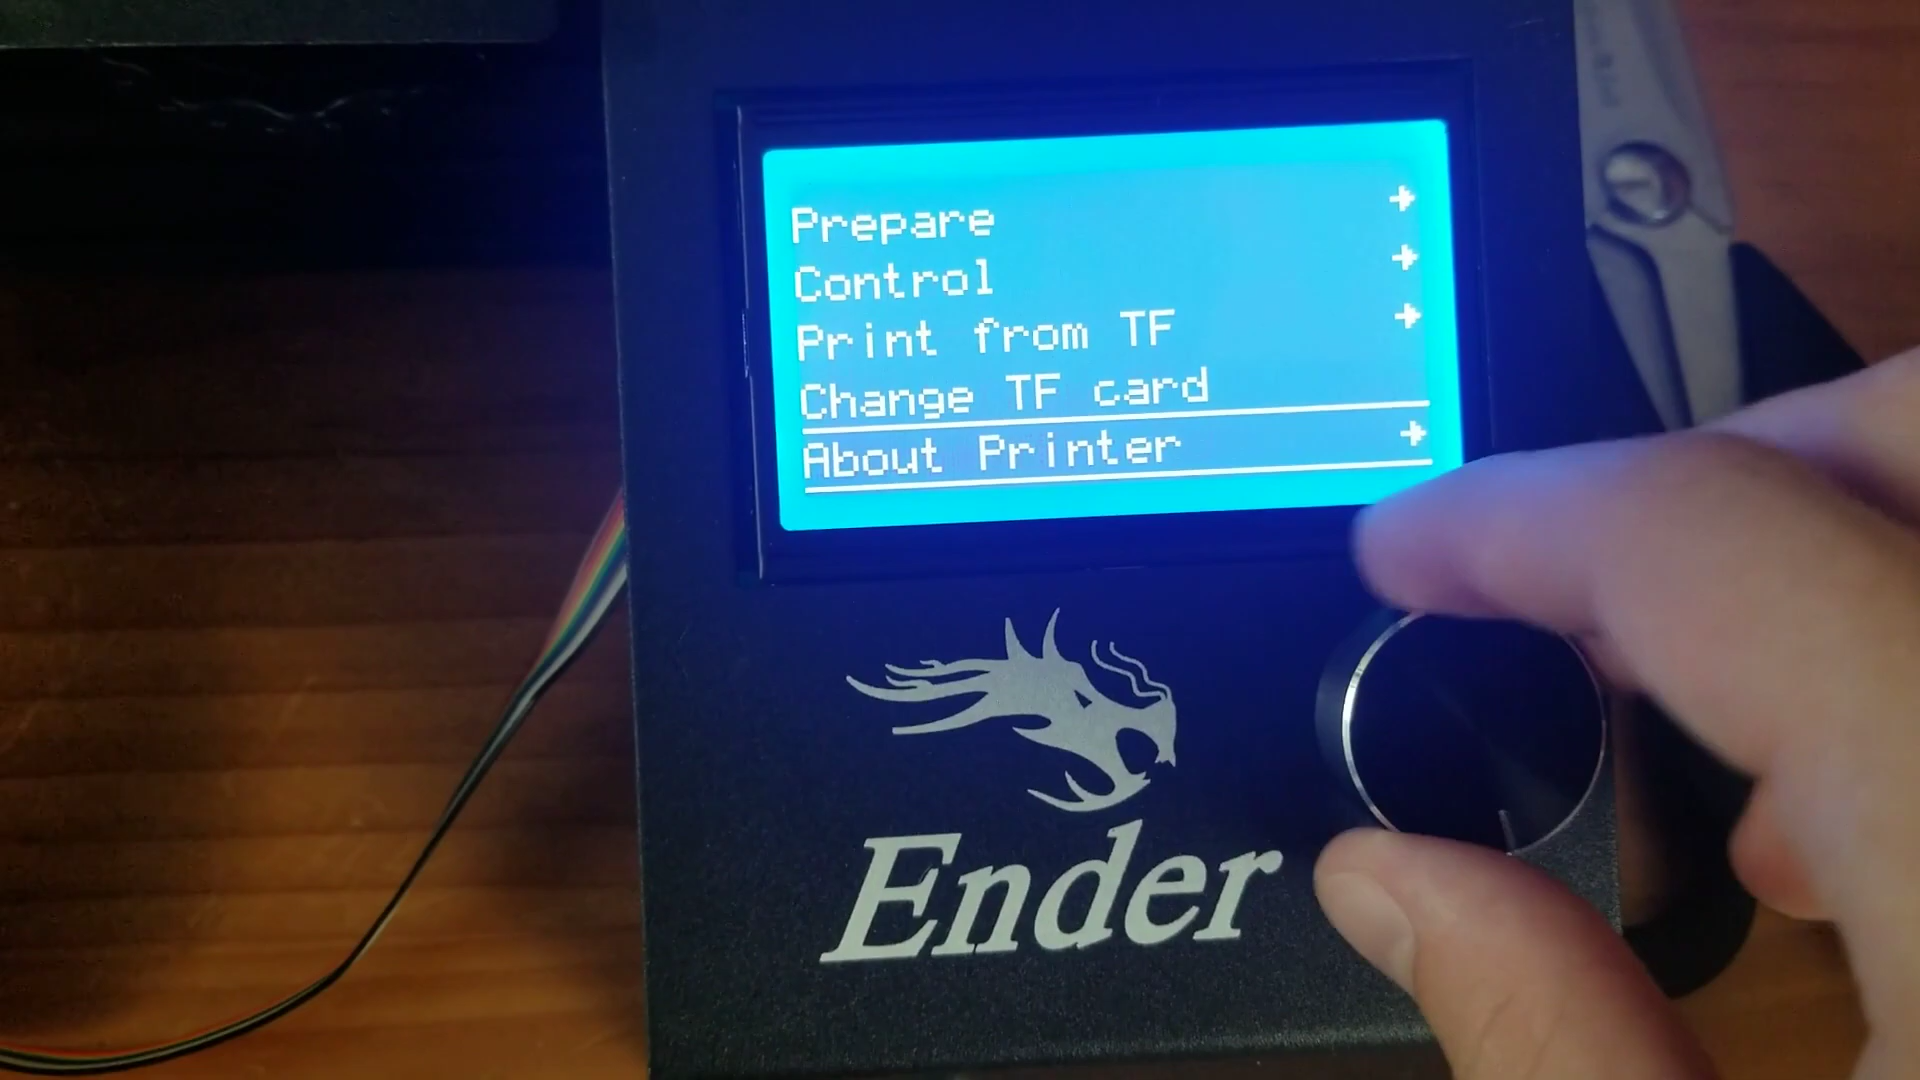 Prepare
Control
Print from TF
Change TF card
About Printer
Ender